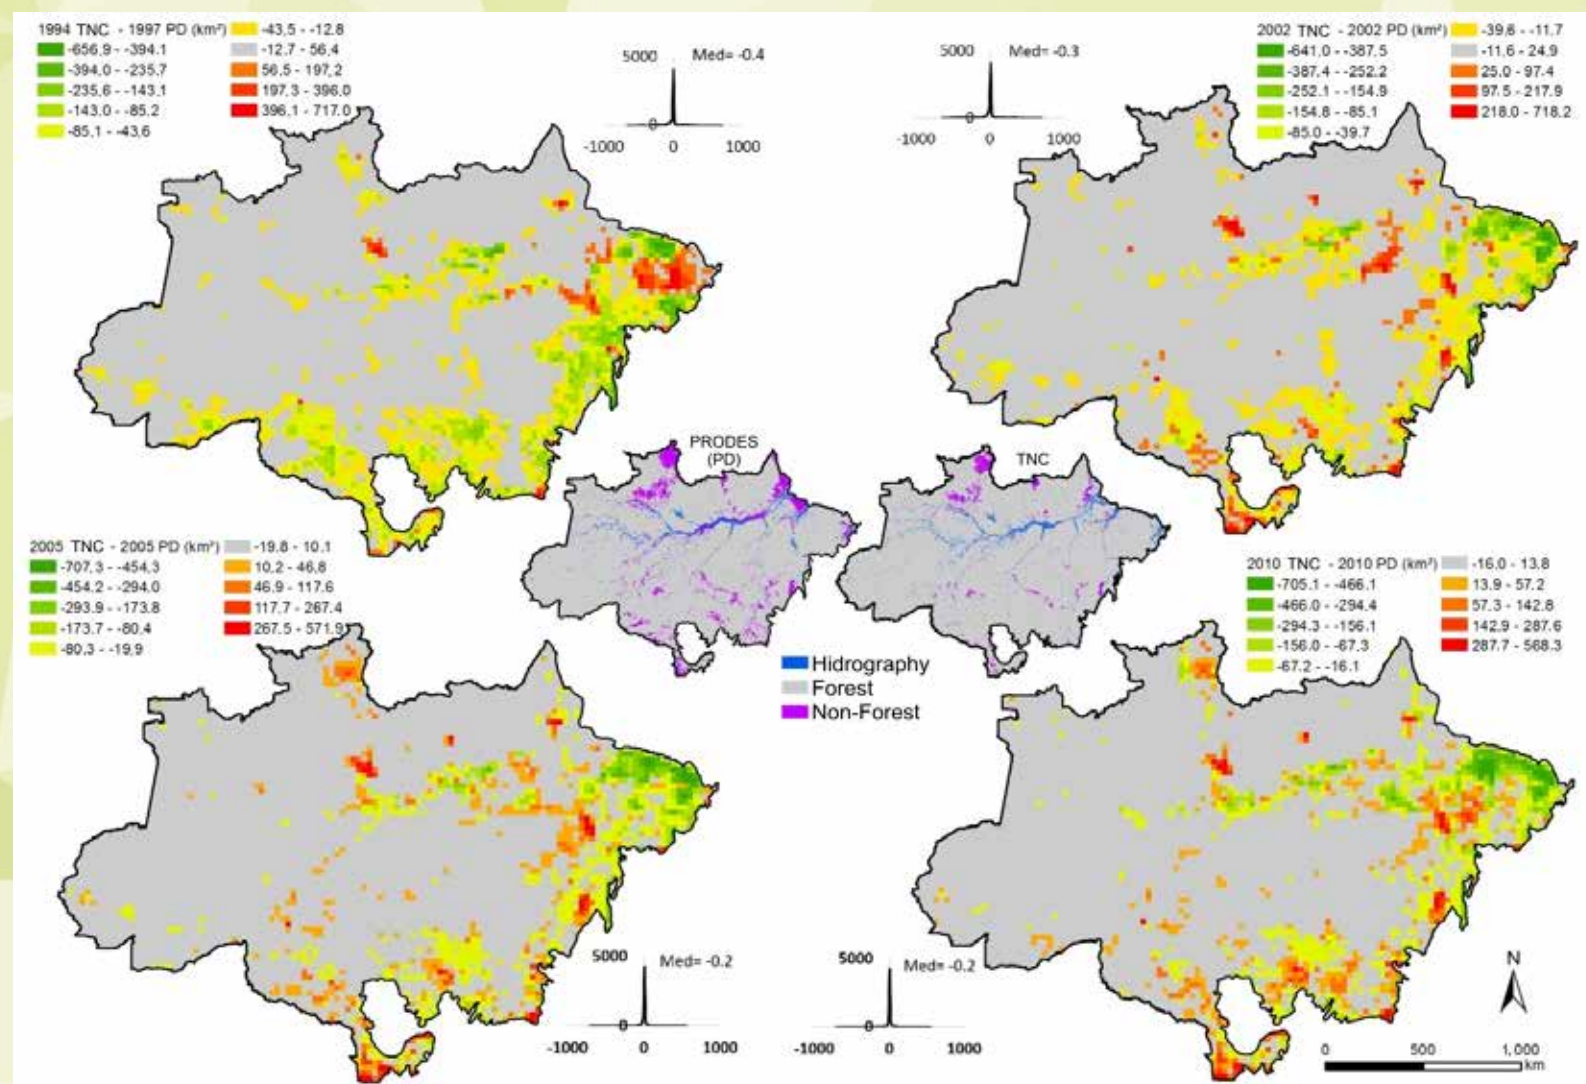 1994 TNC - 1997 PD (km²)
-656,9 - -394.1
-394.0 - -235.7
-235,6 - -143.1
-143.0 - -85.2
-85.1 - -43.6
-43,5 - -12.8
-12.7 - 56,4
56,5 - 197,2
197,3 - 396.0
396,1 - 717.0
5000
Med= -0.4
0
-1000
0
1000
5000
Med= -0.3
0
-1000
0
1000
2002 TNC - 2002 PD (km²)
-641.0 - -387.5
-387.4 - -252.2
-252.1 - -154.9
-154.8 - -85.1
-85.0 - -39.7
-39,6 - -11.7
-11,6 - 24.9
25.0 - 97.4
97.5 - 217.9
218.0 - 718.2
PRODES
(PD)
TNC
Hidrography
Forest
Non-Forest
2005 TNC - 2005 PD (km²)
-707,3 - -454.3
-454.2 - -294.0
-293.9 - -173.8
-173.7 - -80.4
-80.3 - -19,9
-19.8 - 10.1
10,2 - 46.8
46.9 - 117.6
117.7 - 267.4
267.5 - 571.9
5000
Med= -0.2
0
-1000
0
1000
5000
Med= -0.2
0
-1000
0
1000
2010 TNC - 2010 PD (km²)
-705.1 - -466.1
-466.0 - -294.4
-294.3 - -156.1
-156.0 - -67.3
-67.2 - -16.1
-16,0 - 13.8
13.9 - 57.2
57.3 - 142.8
142.9 - 287.6
287.7 - 568.3
N
0
500
1,000
km